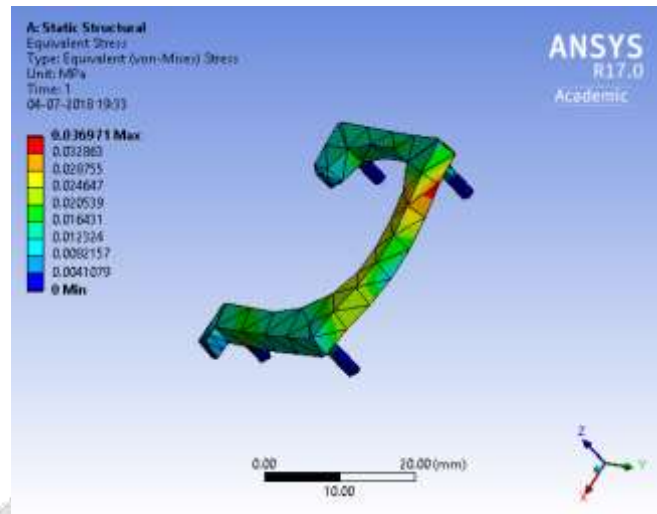 A: Static Structural
Equivalent Stress
Type: Equivalent (von-Mises) Stress
Unit: MPa
Time: 1
04-07-2018 19:33
0.036971 Max
0.032863
0.028755
0.024647
0.020539
0.016431
0.012324
0.0082157
0.0041079
0 Min
ANSYS
R17.0
Academic
0.00
20.00 (mm)
10.00
Z
Y
X